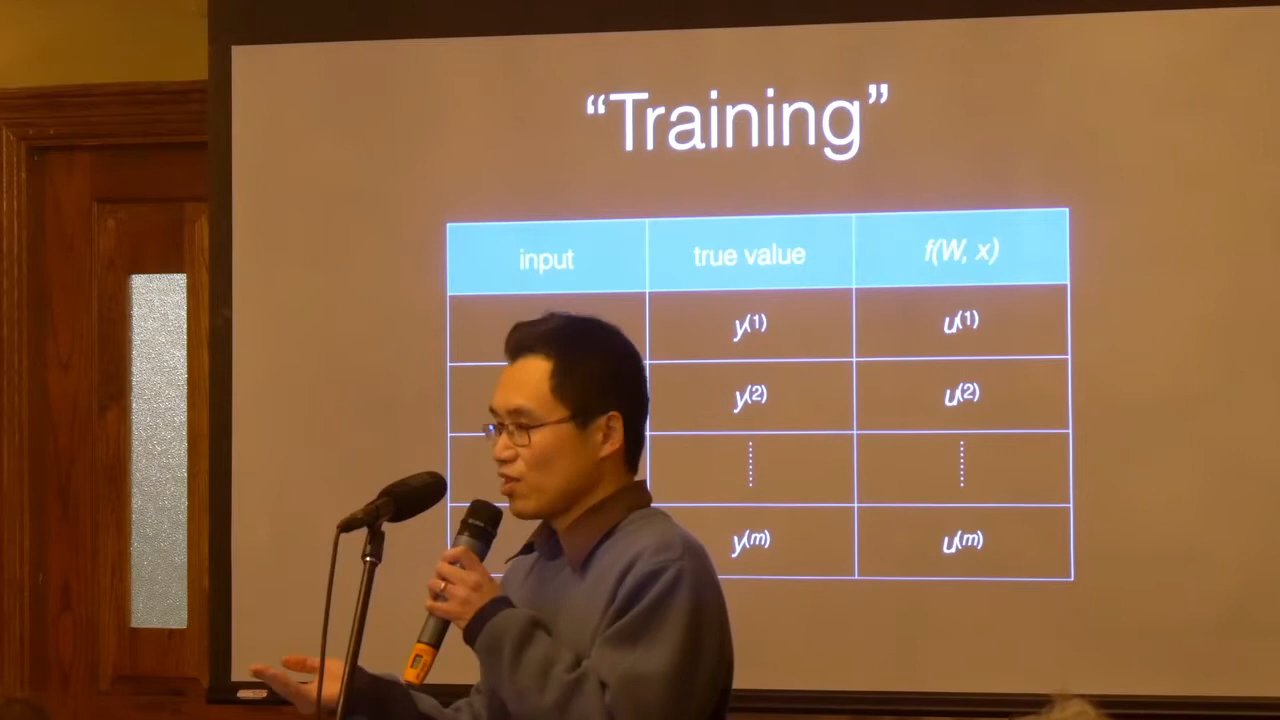 “Training”
input true value f(W, x)
y(1) u(1)
y(2) u(2)
y(m) u(m)